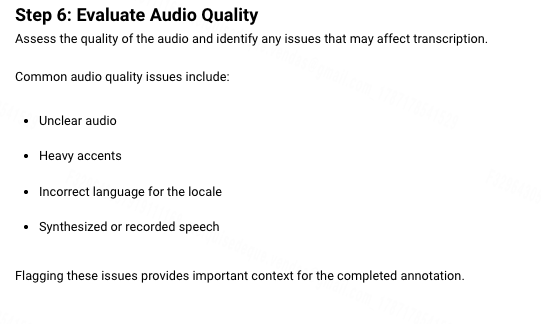 Step 6: Evaluate Audio Quality
Assess the quality of the audio and identify any issues that may affect transcription.
Common audio quality issues include:
• Unclear audio
• Heavy accents
• Incorrect language for the locale
• Synthesized or recorded speech
Flagging these issues provides important context for the completed annotation.